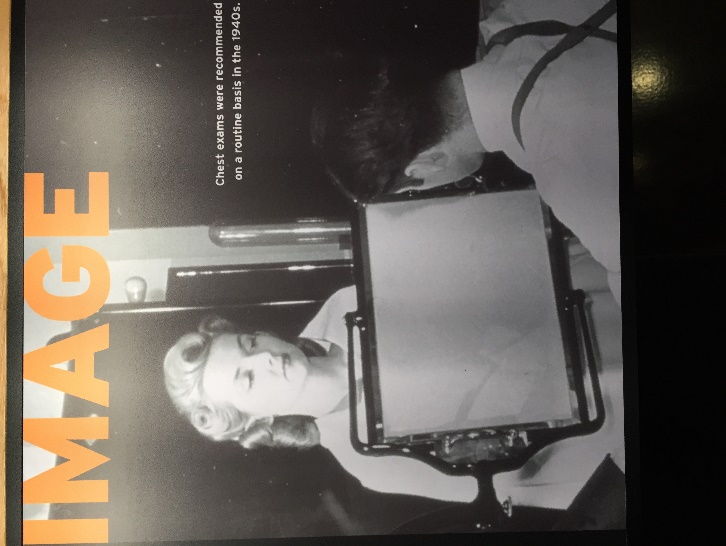 IMAGE
Chest exams were recommended
on a routine basis in the 1940s.